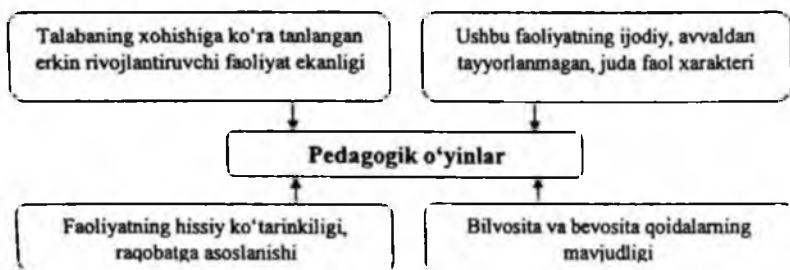 Talabaning xohishiga ko‘ra tanlangan
erkin rivojlantiruvchi faoliyat ekanligi
Ushbu faoliyatning ijodiy, avvaldan
tayyorlanmagan, juda faol xarakteri
Pedagogik o‘yinlar
Faoliyatning hissiy ko‘tarinkiligi,
raqobatga asoslanishi
Bilvosita va bevosita qoidalarning
mavjudligi